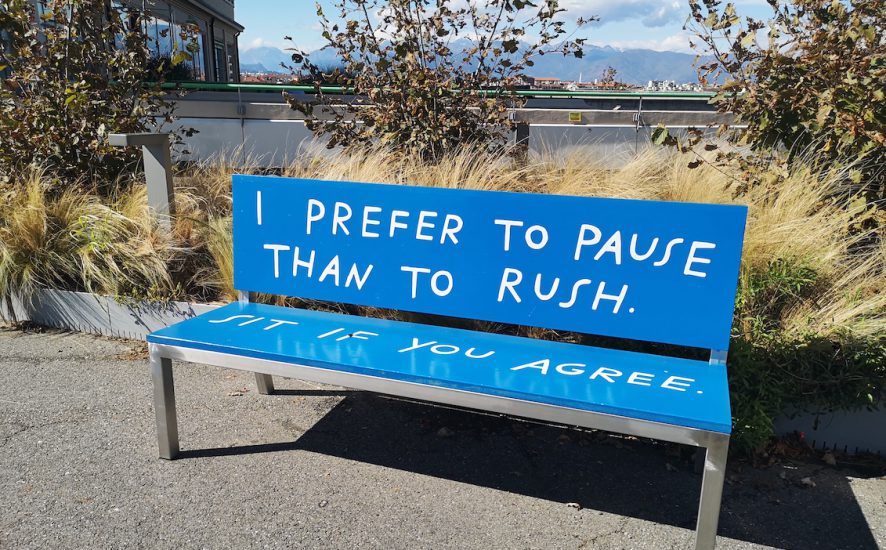 I PREFER TO PAUSE
THAN TO RUSH.
SIT IF YOU AGREE.